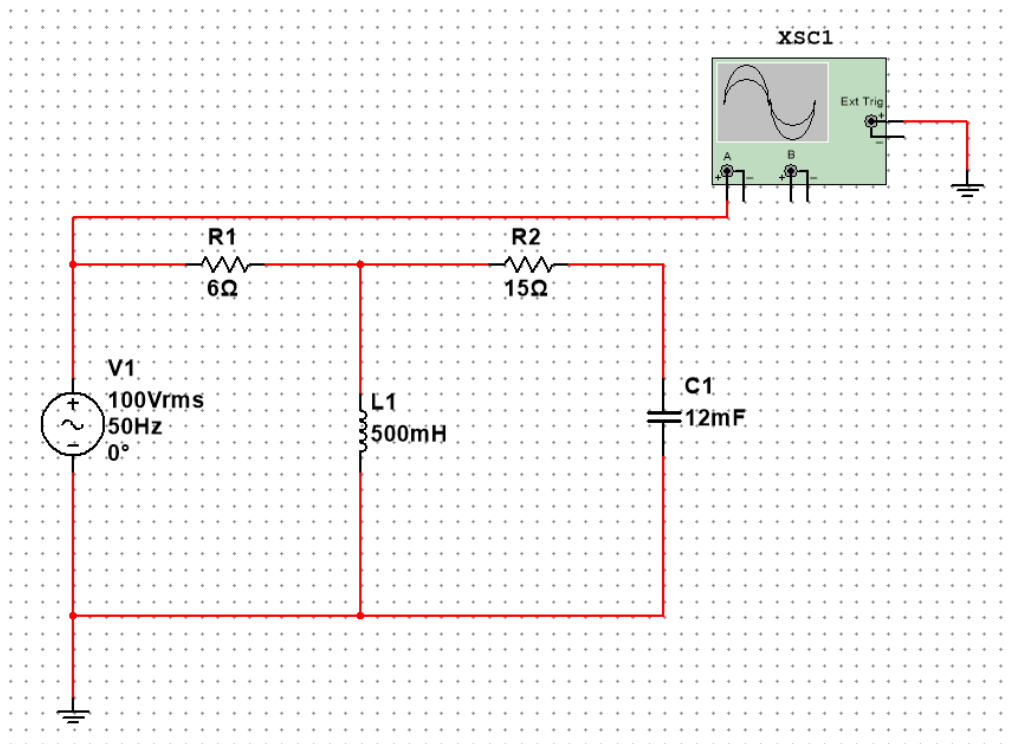 XSC1
Ext Trig
+
−
A
B
+
−
+
−
R1
6Ω
R2
15Ω
V1
+
~
−
100Vrms
50Hz
0°
L1
500mH
C1
12mF